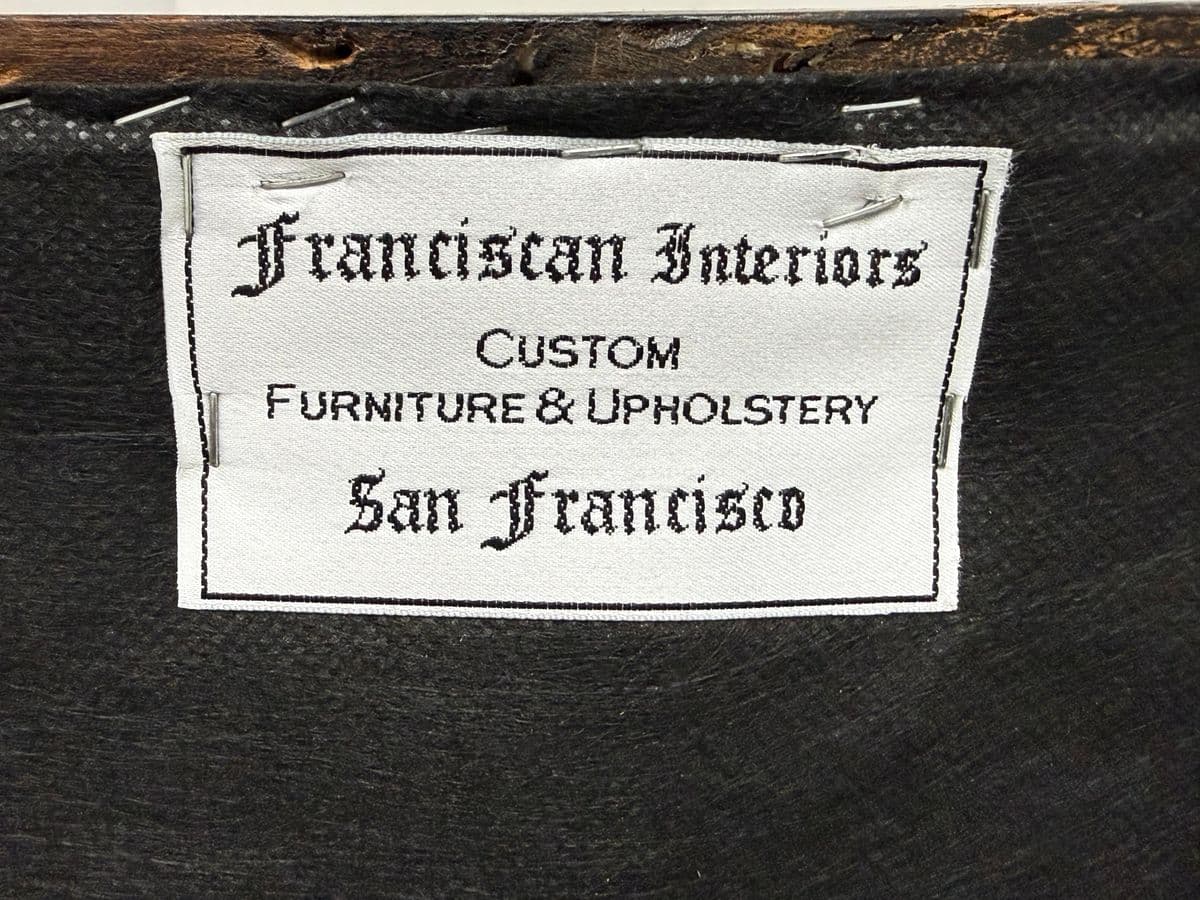 Franciscan Interiors
CUSTOM
FURNITURE & UPHOLSTERY
San Francisco